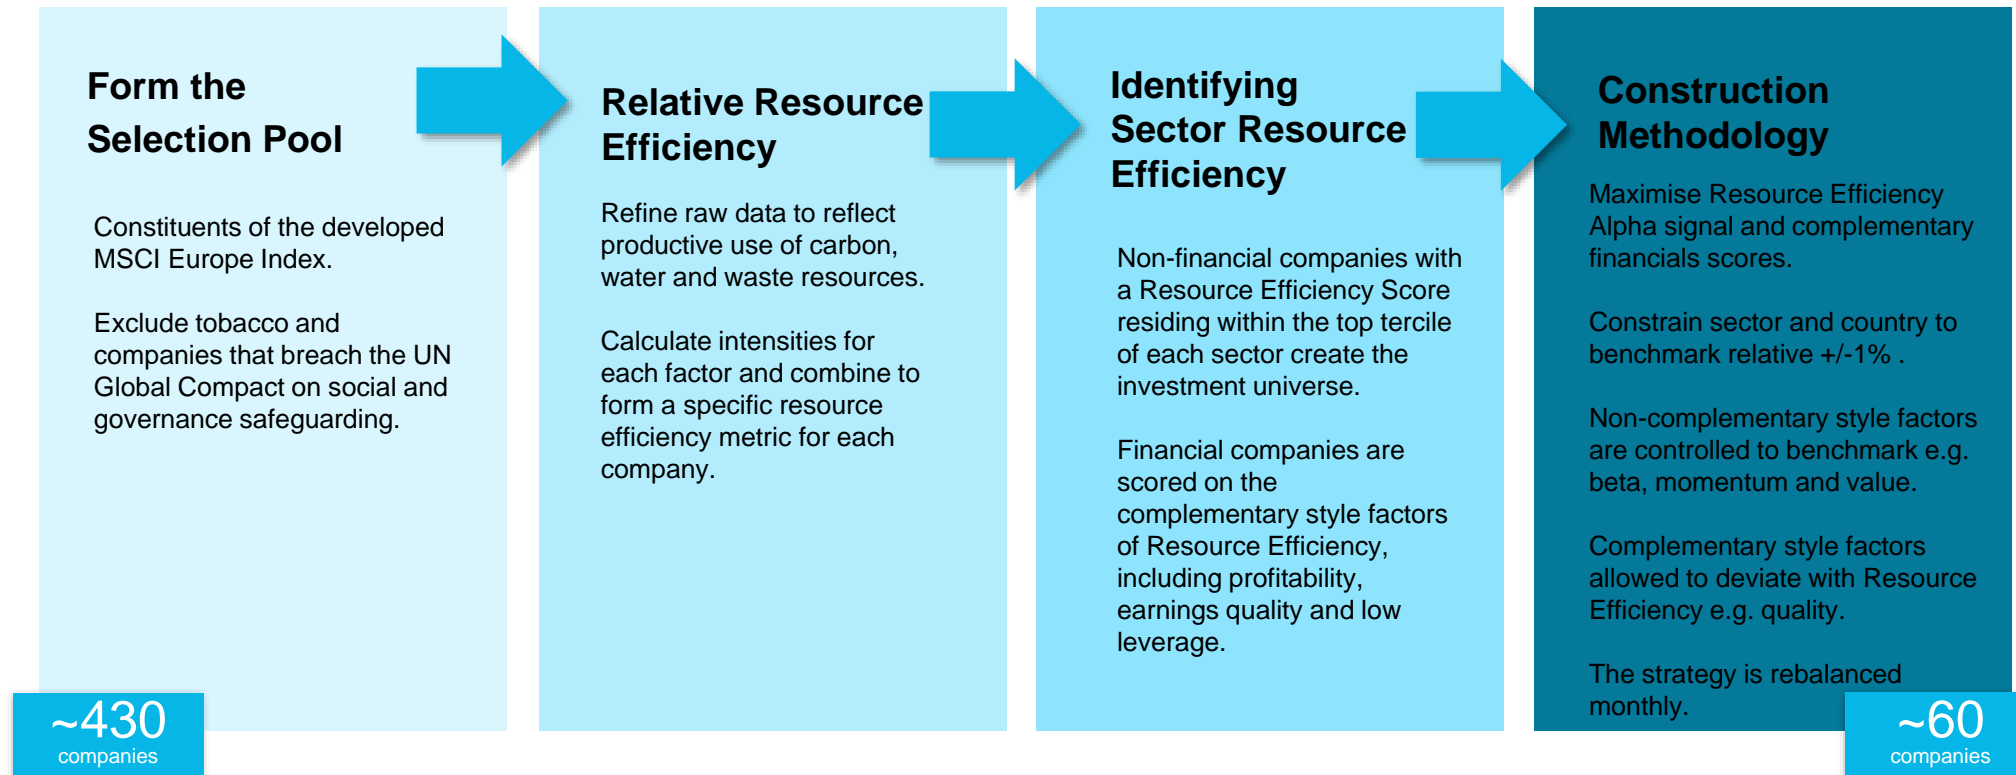 Form the
Selection Pool
Constituents of the developed
MSCI Europe Index.
Exclude tobacco and
companies that breach the UN
Global Compact on social and
governance safeguarding.
~430
companies
Relative Resource
Efficiency
Refine raw data to reflect
productive use of carbon,
water and waste resources.
Calculate intensities for
each factor and combine to
form a specific resource
efficiency metric for each
company.
Identifying
Sector Resource
Efficiency
Non-financial companies with
a Resource Efficiency Score
residing within the top tercile
of each sector create the
investment universe.
Financial companies are
scored on the
complementary style factors
of Resource Efficiency,
including profitability,
earnings quality and low
leverage.
Construction
Methodology
Maximise Resource Efficiency
Alpha signal and complementary
financials scores.
Constrain sector and country to
benchmark relative +/-1% .
Non-complementary style factors
are controlled to benchmark e.g.
beta, momentum and value.
Complementary style factors
allowed to deviate with Resource
Efficiency e.g. quality.
The strategy is rebalanced
monthly.
~60
companies